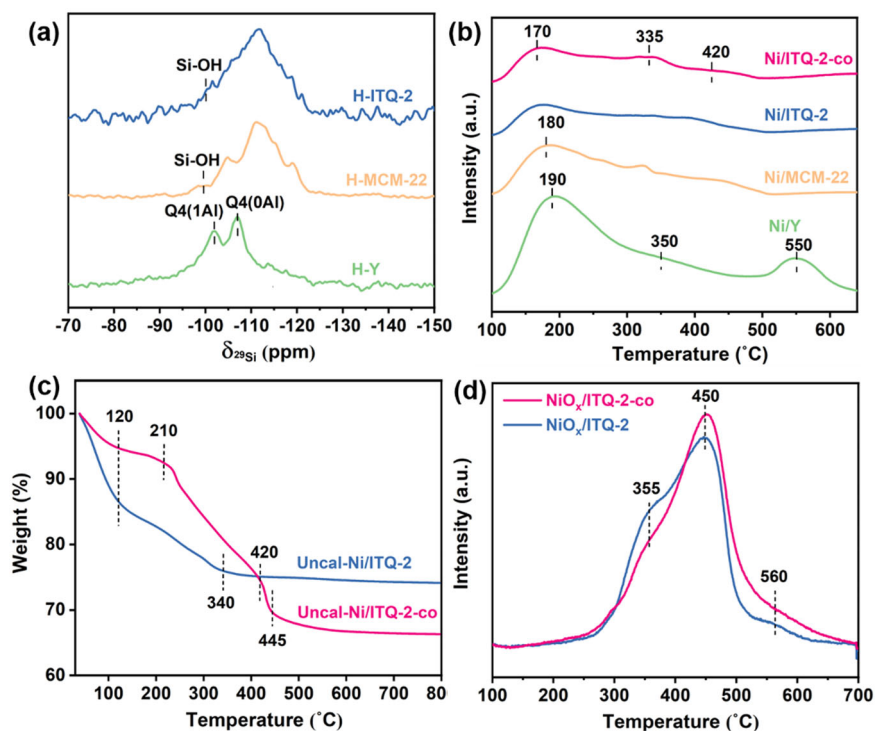 (a)
Si-OH
H-ITQ-2
Si-OH
H-MCM-22
Q4(1Al)
Q4(0Al)
H-Y
-70 -80 -90 -100 -110 -120 -130 -140 -150
δ29Si (ppm)
(b)
170
335
420
Ni/ITQ-2-co
Ni/ITQ-2
180
Ni/MCM-22
190
Ni/Y
350
550
Intensity (a.u.)
100 200 300 400 500 600
Temperature (˚C)
(c)
100
90
80
70
60
Weight (%)
120
210
Uncal-Ni/ITQ-2
420
340
Uncal-Ni/ITQ-2-co
445
100 200 300 400 500 600 700 800
Temperature (˚C)
(d)
NiOx/ITQ-2-co
NiOx/ITQ-2
450
355
560
Intensity (a.u.)
100 200 300 400 500 600 700
Temperature (˚C)